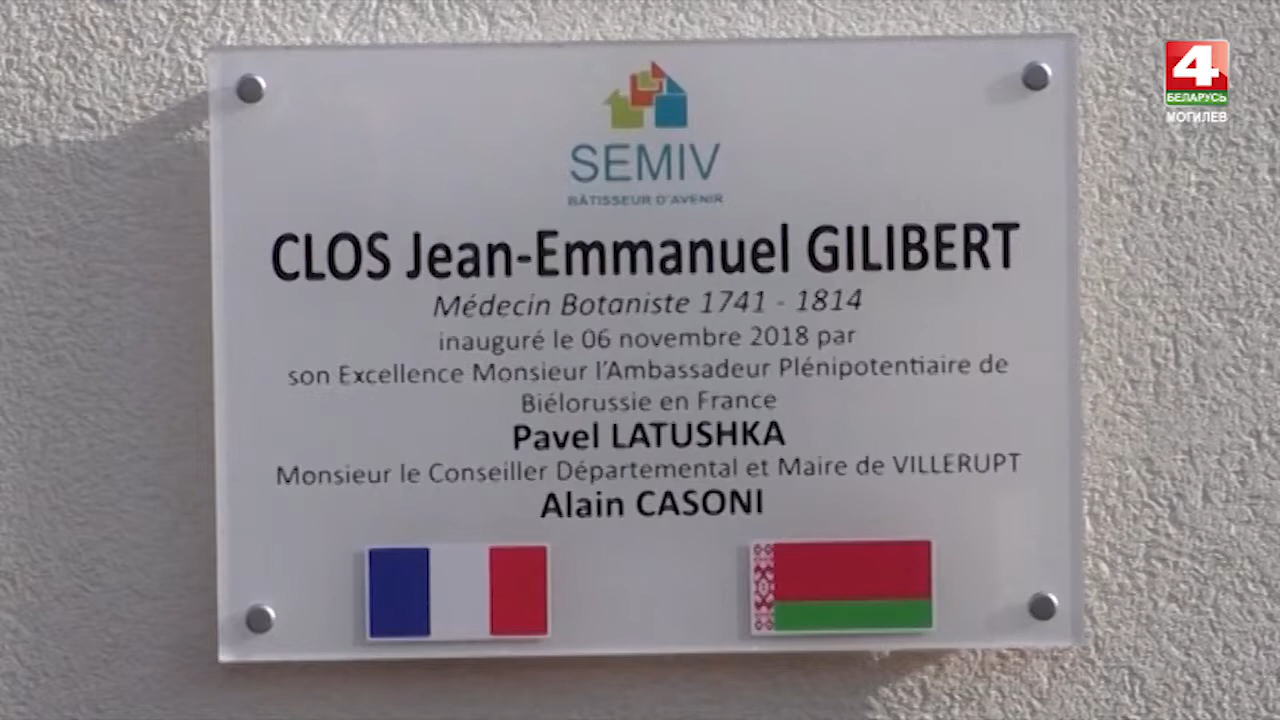 4
БЕЛАРУСЬ
МОГИЛЕВ
SEMIV
BÂTISSEUR D'AVENIR
CLOS Jean-Emmanuel GILIBERT
Médecin Botaniste 1741 - 1814
inauguré le 06 novembre 2018 par
son Excellence Monsieur l'Ambassadeur Plénipotentiaire de
Biélorussie en France
Pavel LATUSHKA
Monsieur le Conseiller Départemental et Maire de VILLERUPT
Alain CASONI